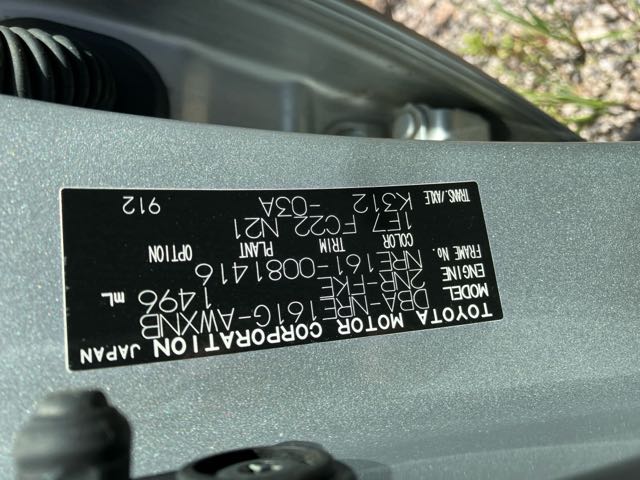 TOYOTA MOTOR CORPORATION JAPAN
MODEL DBA-NRE161G-AWXNB
ENGINE 2NR-FKE 1496 mL
FRAME No. NRE161-0081416
COLOR TRIM PLANT OPTION
1E7 FC22 N21
TRANS./AXLE K312 -03A 912